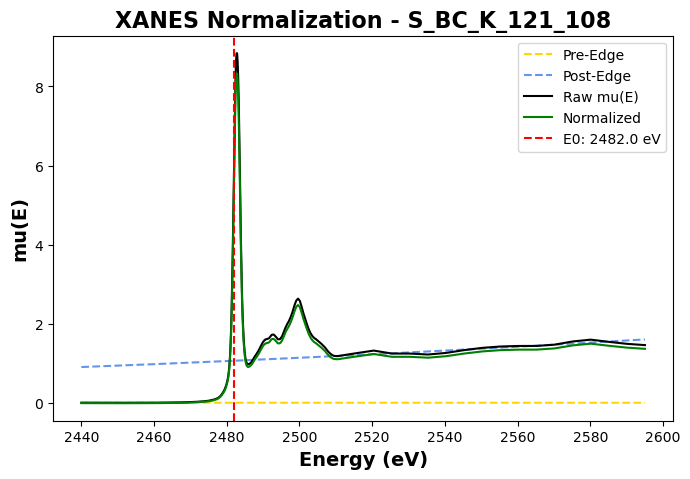 XANES Normalization - S_BC_K_121_108
mu(E)
8
6
4
2
0
Pre-Edge
Post-Edge
Raw mu(E)
Normalized
E0: 2482.0 eV
2440 2460 2480 2500 2520 2540 2560 2580 2600
Energy (eV)